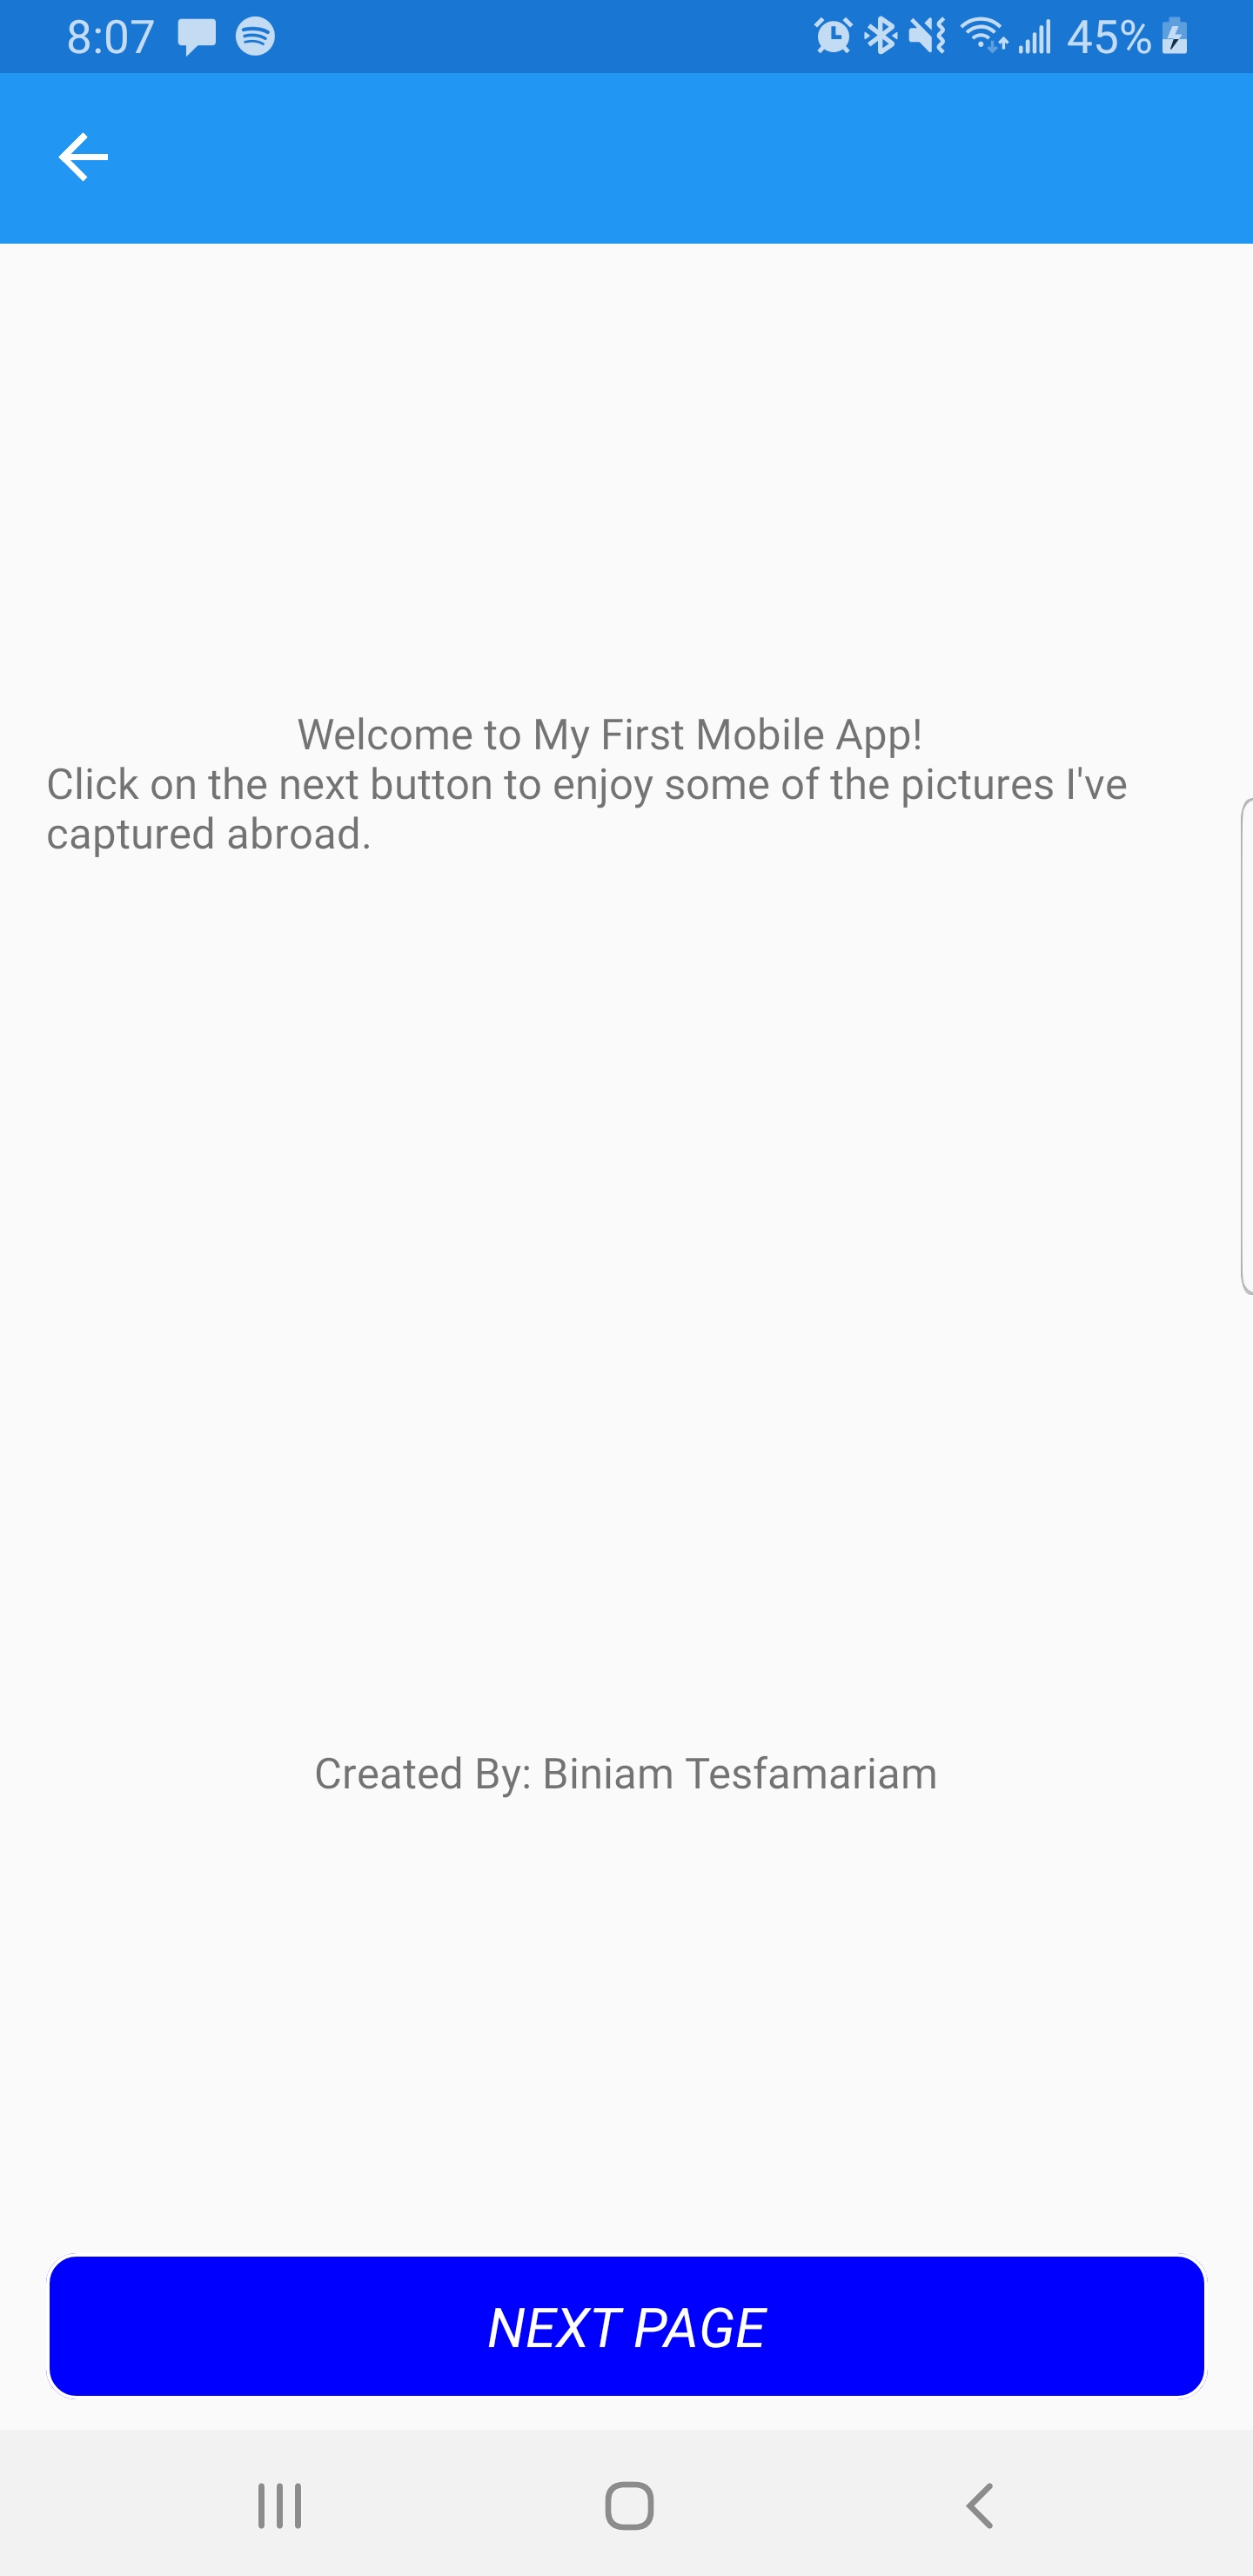 8:07 45%
Welcome to My First Mobile App!
Click on the next button to enjoy some of the pictures I've
captured abroad.
Created By: Biniam Tesfamariam
NEXT PAGE